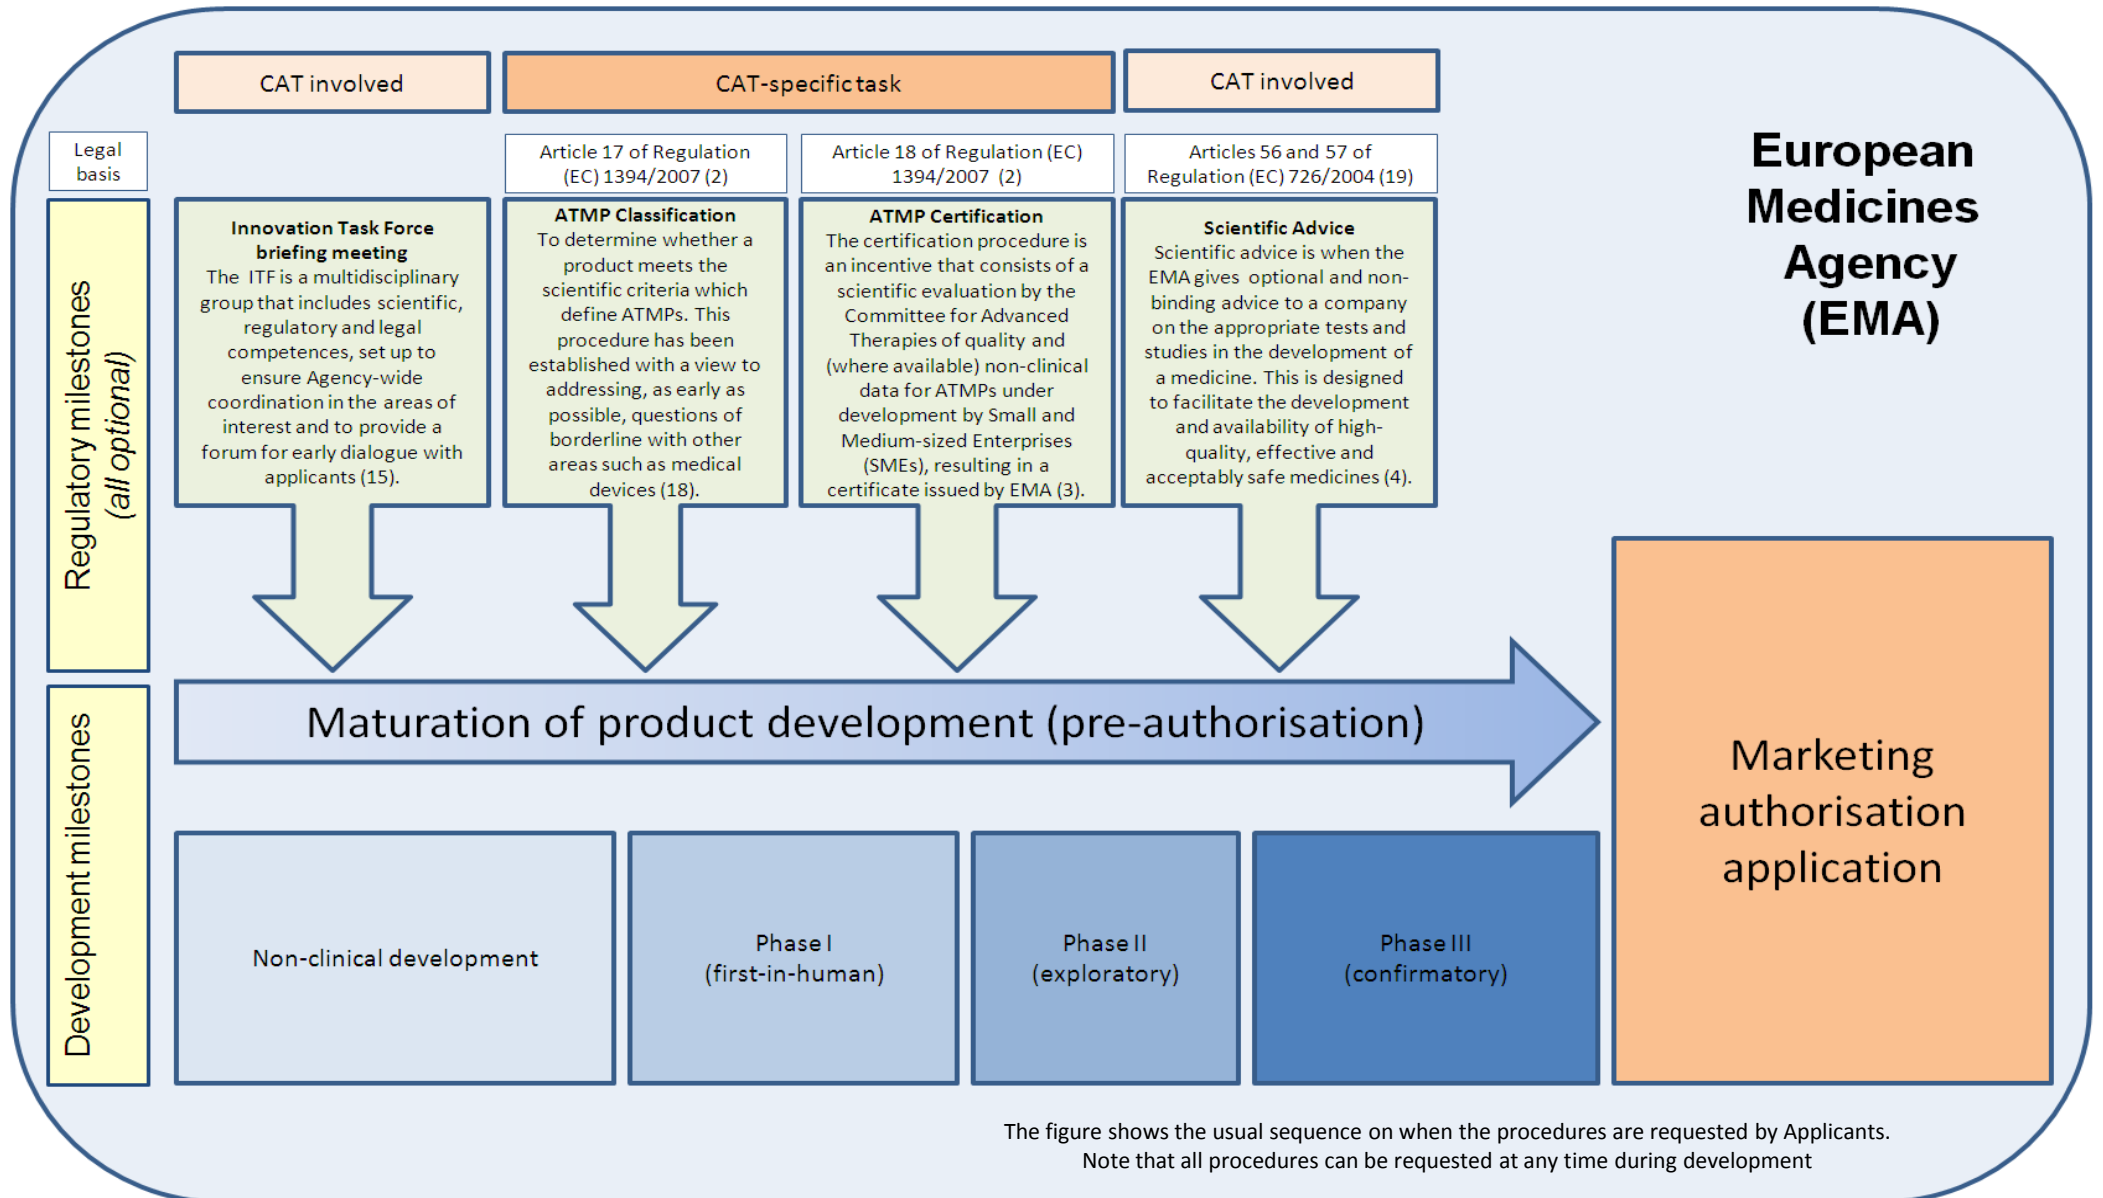 CAT involved
CAT-specific task
CAT involved
Legal
basis
Article 17 of Regulation
(EC) 1394/2007 (2)
Article 18 of Regulation (EC)
1394/2007 (2)
Articles 56 and 57 of
Regulation (EC) 726/2004 (19)
European
Medicines
Agency
(EMA)
Regulatory milestones
(all optional)
Innovation Task Force
briefing meeting
The ITF is a multidisciplinary
group that includes scientific,
regulatory and legal
competences, set up to
ensure Agency-wide
coordination in the areas of
interest and to provide a
forum for early dialogue with
applicants (15).
ATMP Classification
To determine whether a
product meets the
scientific criteria which
define ATMPs. This
procedure has been
established with a view to
addressing, as early as
possible, questions of
borderline with other
areas such as medical
devices (18).
ATMP Certification
The certification procedure is
an incentive that consists of a
scientific evaluation by the
Committee for Advanced
Therapies of quality and
(where available) non-clinical
data for ATMPs under
development by Small and
Medium-sized Enterprises
(SMEs), resulting in a
certificate issued by EMA (3).
Scientific Advice
Scientific advice is when the
EMA gives optional and non-
binding advice to a company
on the appropriate tests and
studies in the development of
a medicine. This is designed
to facilitate the development
and availability of high-
quality, effective and
acceptably safe medicines (4).
Maturation of product development (pre-authorisation)
Marketing
authorisation
application
Development milestones
Non-clinical development
Phase I
(first-in-human)
Phase II
(exploratory)
Phase III
(confirmatory)
The figure shows the usual sequence on when the procedures are requested by Applicants.
Note that all procedures can be requested at any time during development